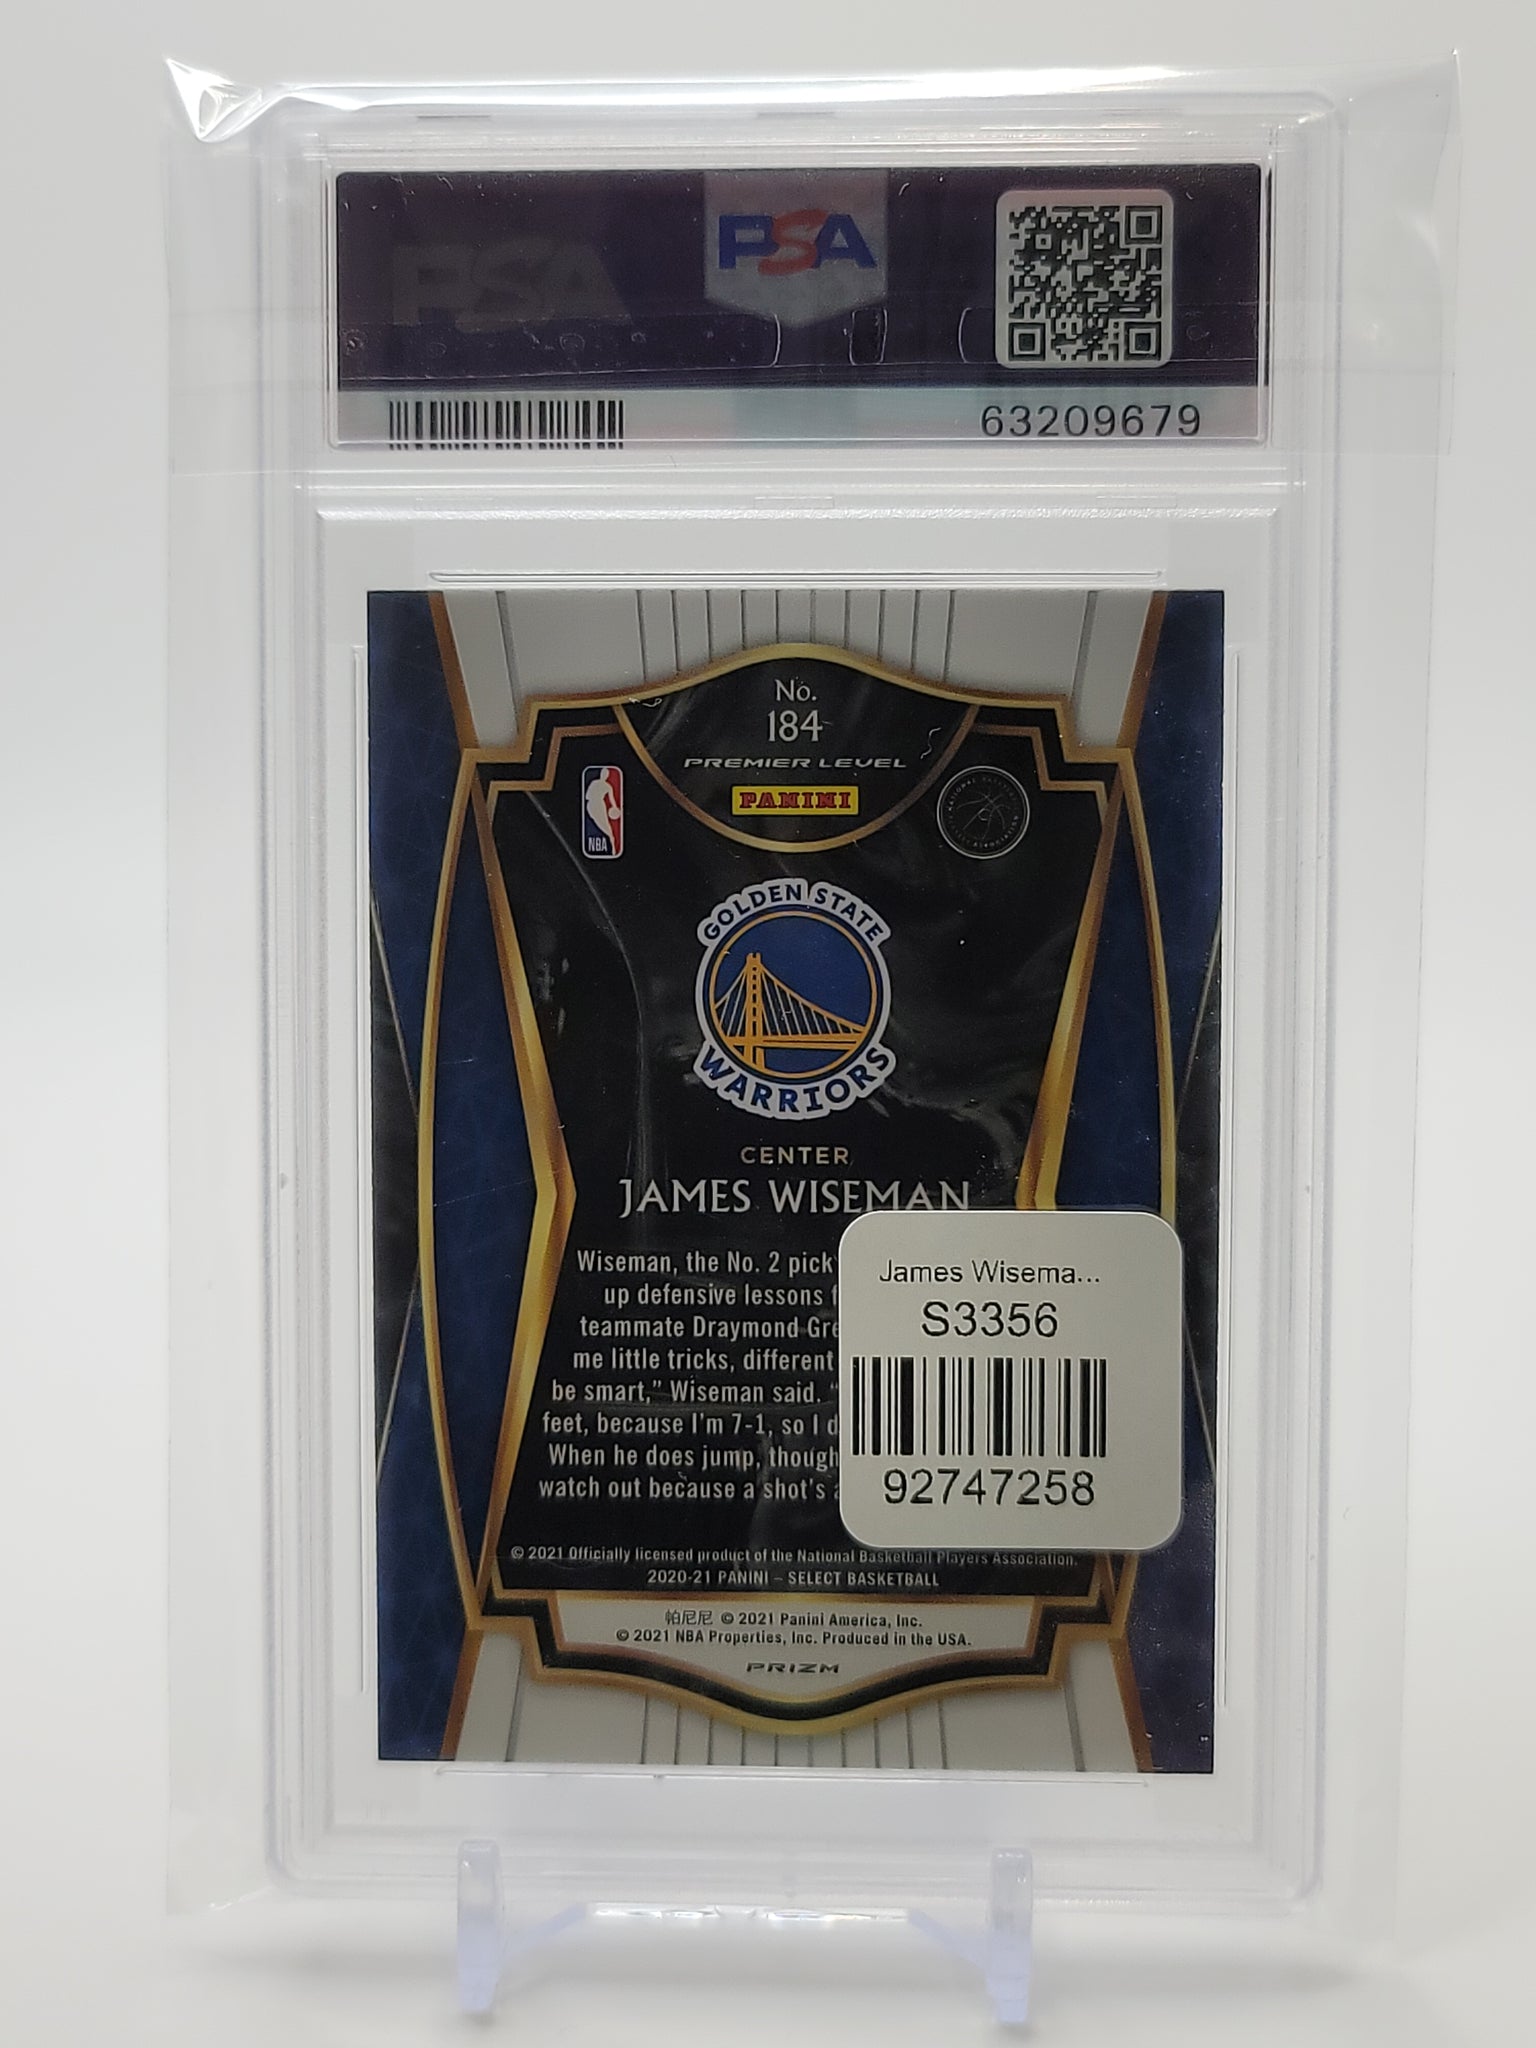 PSA
PSA
63209679
No.
184
PREMIER LEVEL
PANINI
NBA
GOLDEN STATE
WARRIORS
CENTER
JAMES WISEMAN
Wiseman, the No. 2 pick
up defensive lessons
teammate Draymond
me little tricks, different
be smart,” Wiseman said. “
feet, because I'm 7-1, so I
When he does jump, though
watch out because a shot's
James Wisema...
S3356
92747258
© 2021 Officially licensed product of the National Basketball Players Association.
2020-21 PANINI – SELECT BASKETBALL
帕尼尼 © 2021 Panini America, Inc.
© 2021 NBA Properties, Inc. Produced in the USA.
PRIZM